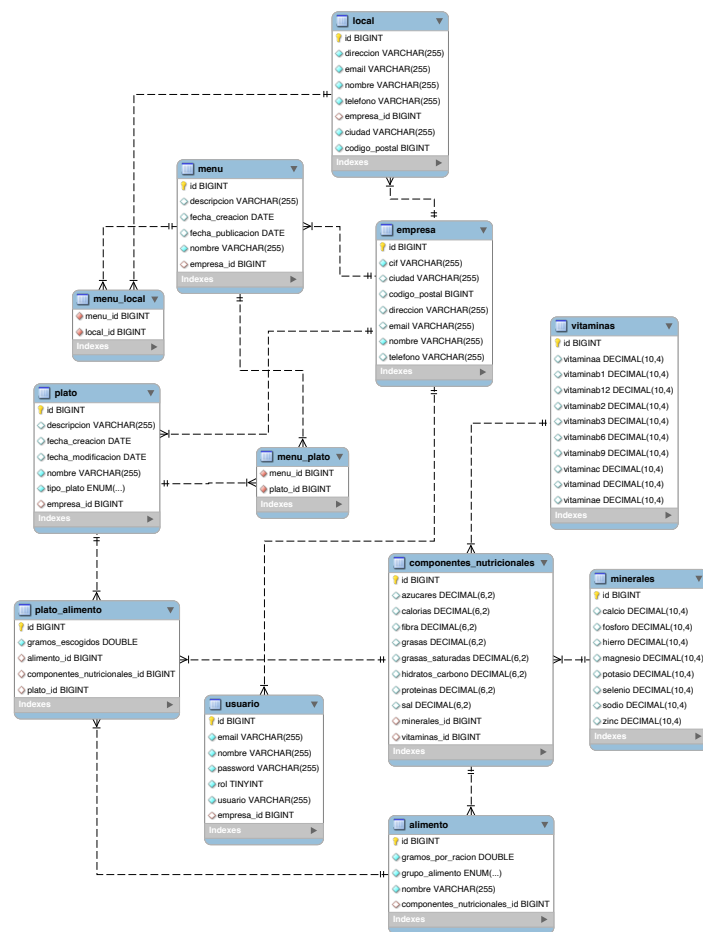 local
id BIGINT
direccion VARCHAR(255)
email VARCHAR(255)
nombre VARCHAR(255)
telefono VARCHAR(255)
empresa_id BIGINT
ciudad VARCHAR(255)
codigo_postal BIGINT
Indexes
menu
id BIGINT
descripcion VARCHAR(255)
fecha_creacion DATE
fecha_publicacion DATE
nombre VARCHAR(255)
empresa_id BIGINT
Indexes
empresa
id BIGINT
cif VARCHAR(255)
ciudad VARCHAR(255)
codigo_postal BIGINT
direccion VARCHAR(255)
email VARCHAR(255)
nombre VARCHAR(255)
telefono VARCHAR(255)
Indexes
menu_local
menu_id BIGINT
local_id BIGINT
Indexes
vitaminas
id BIGINT
vitaminaa DECIMAL(10,4)
vitaminab1 DECIMAL(10,4)
vitaminab12 DECIMAL(10,4)
vitaminab2 DECIMAL(10,4)
vitaminab3 DECIMAL(10,4)
vitaminab6 DECIMAL(10,4)
vitaminab9 DECIMAL(10,4)
vitaminac DECIMAL(10,4)
vitaminad DECIMAL(10,4)
vitaminae DECIMAL(10,4)
Indexes
plato
id BIGINT
descripcion VARCHAR(255)
fecha_creacion DATE
fecha_modificacion DATE
nombre VARCHAR(255)
tipo_plato ENUM(...)
empresa_id BIGINT
Indexes
menu_plato
menu_id BIGINT
plato_id BIGINT
Indexes
componentes_nutricionales
id BIGINT
azucares DECIMAL(6,2)
calorias DECIMAL(6,2)
fibra DECIMAL(6,2)
grasas DECIMAL(6,2)
grasas_saturadas DECIMAL(6,2)
hidratos_carbono DECIMAL(6,2)
proteinas DECIMAL(6,2)
sal DECIMAL(6,2)
minerales_id BIGINT
vitaminas_id BIGINT
Indexes
minerales
id BIGINT
calcio DECIMAL(10,4)
fosforo DECIMAL(10,4)
hierro DECIMAL(10,4)
magnesio DECIMAL(10,4)
potasio DECIMAL(10,4)
selenio DECIMAL(10,4)
sodio DECIMAL(10,4)
zinc DECIMAL(10,4)
Indexes
plato_alimento
id BIGINT
gramos_escogidos DOUBLE
alimento_id BIGINT
componentes_nutricionales_id BIGINT
plato_id BIGINT
Indexes
usuario
id BIGINT
email VARCHAR(255)
nombre VARCHAR(255)
password VARCHAR(255)
rol TINYINT
usuario VARCHAR(255)
empresa_id BIGINT
Indexes
alimento
id BIGINT
gramos_por_racion DOUBLE
grupo_alimento ENUM(...)
nombre VARCHAR(255)
componentes_nutricionales_id BIGINT
Indexes